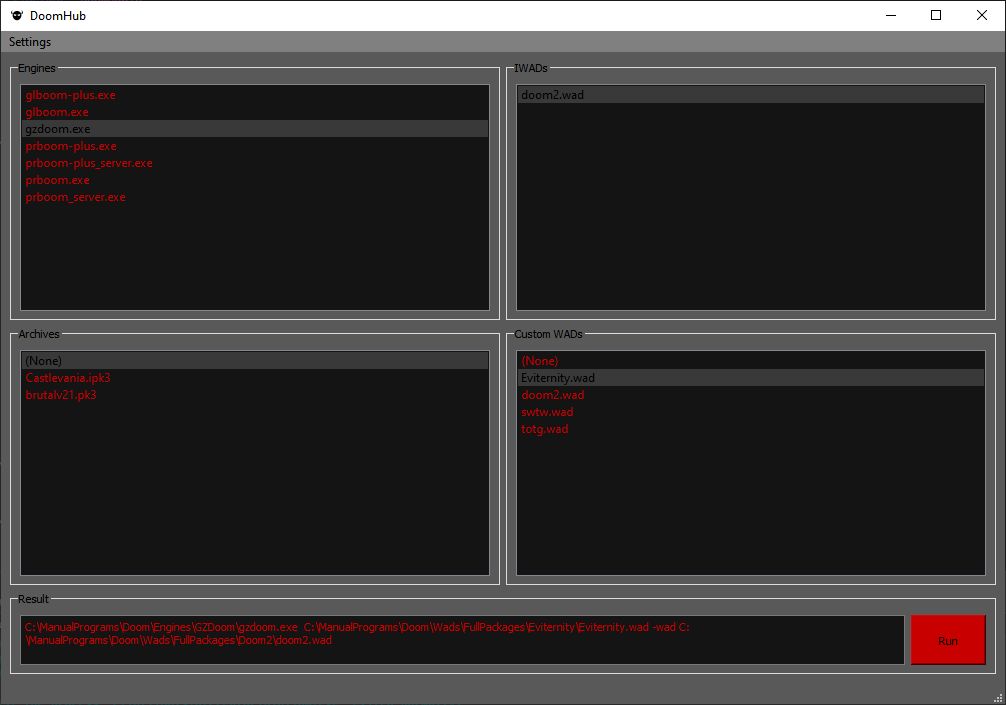 DoomHub
Settings
Engines
glboom-plus.exe
glboom.exe
gzdoom.exe
prboom-plus.exe
prboom-plus_server.exe
prboom.exe
prboom_server.exe
IWADs
doom2.wad
Archives
(None)
Castlevania.ipk3
brutalv21.pk3
Custom WADs
(None)
Eviternity.wad
doom2.wad
swtw.wad
totg.wad
Result
C:\ManualPrograms\Doom\Engines\GZDoom\gzdoom.exe  C:\ManualPrograms\Doom\Wads\FullPackages\Eviternity\Eviternity.wad -wad C:
\ManualPrograms\Doom\Wads\FullPackages\Doom2\doom2.wad
Run